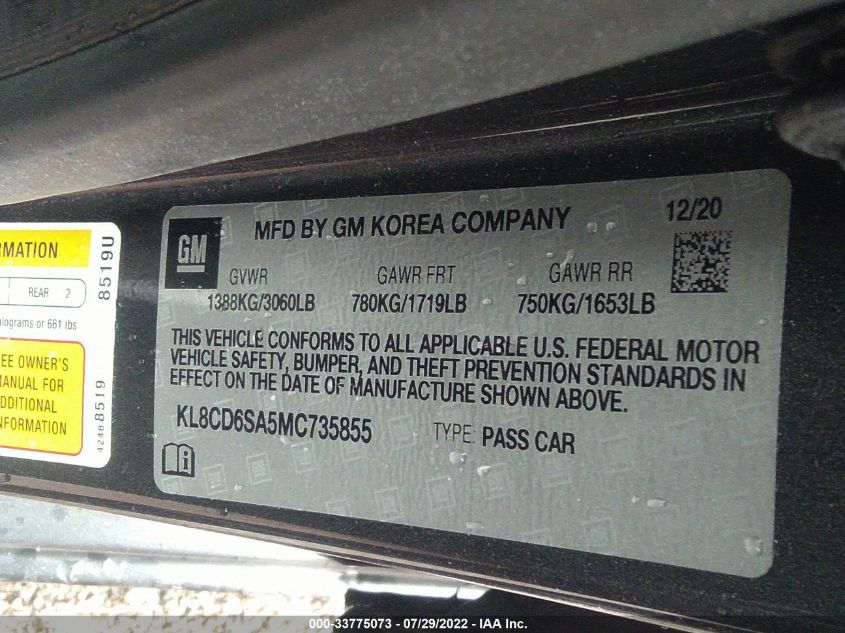 RMATION
REAR 2
ilograms or 661 lbs
EE OWNER'S
MANUAL FOR
ADDITIONAL
NFORMATION
8519U
42488519
GM
MFD BY GM KOREA COMPANY
12/20
GVWR GAWR FRT GAWR RR
1388KG/3060LB 780KG/1719LB 750KG/1653LB
THIS VEHICLE CONFORMS TO ALL APPLICABLE U.S. FEDERAL MOTOR
VEHICLE SAFETY, BUMPER, AND THEFT PREVENTION STANDARDS IN
EFFECT ON THE DATE OF MANUFACTURE SHOWN ABOVE.
KL8CD6SA5MC735855 TYPE: PASS CAR
000-33775073 - 07/29/2022 - IAA Inc.